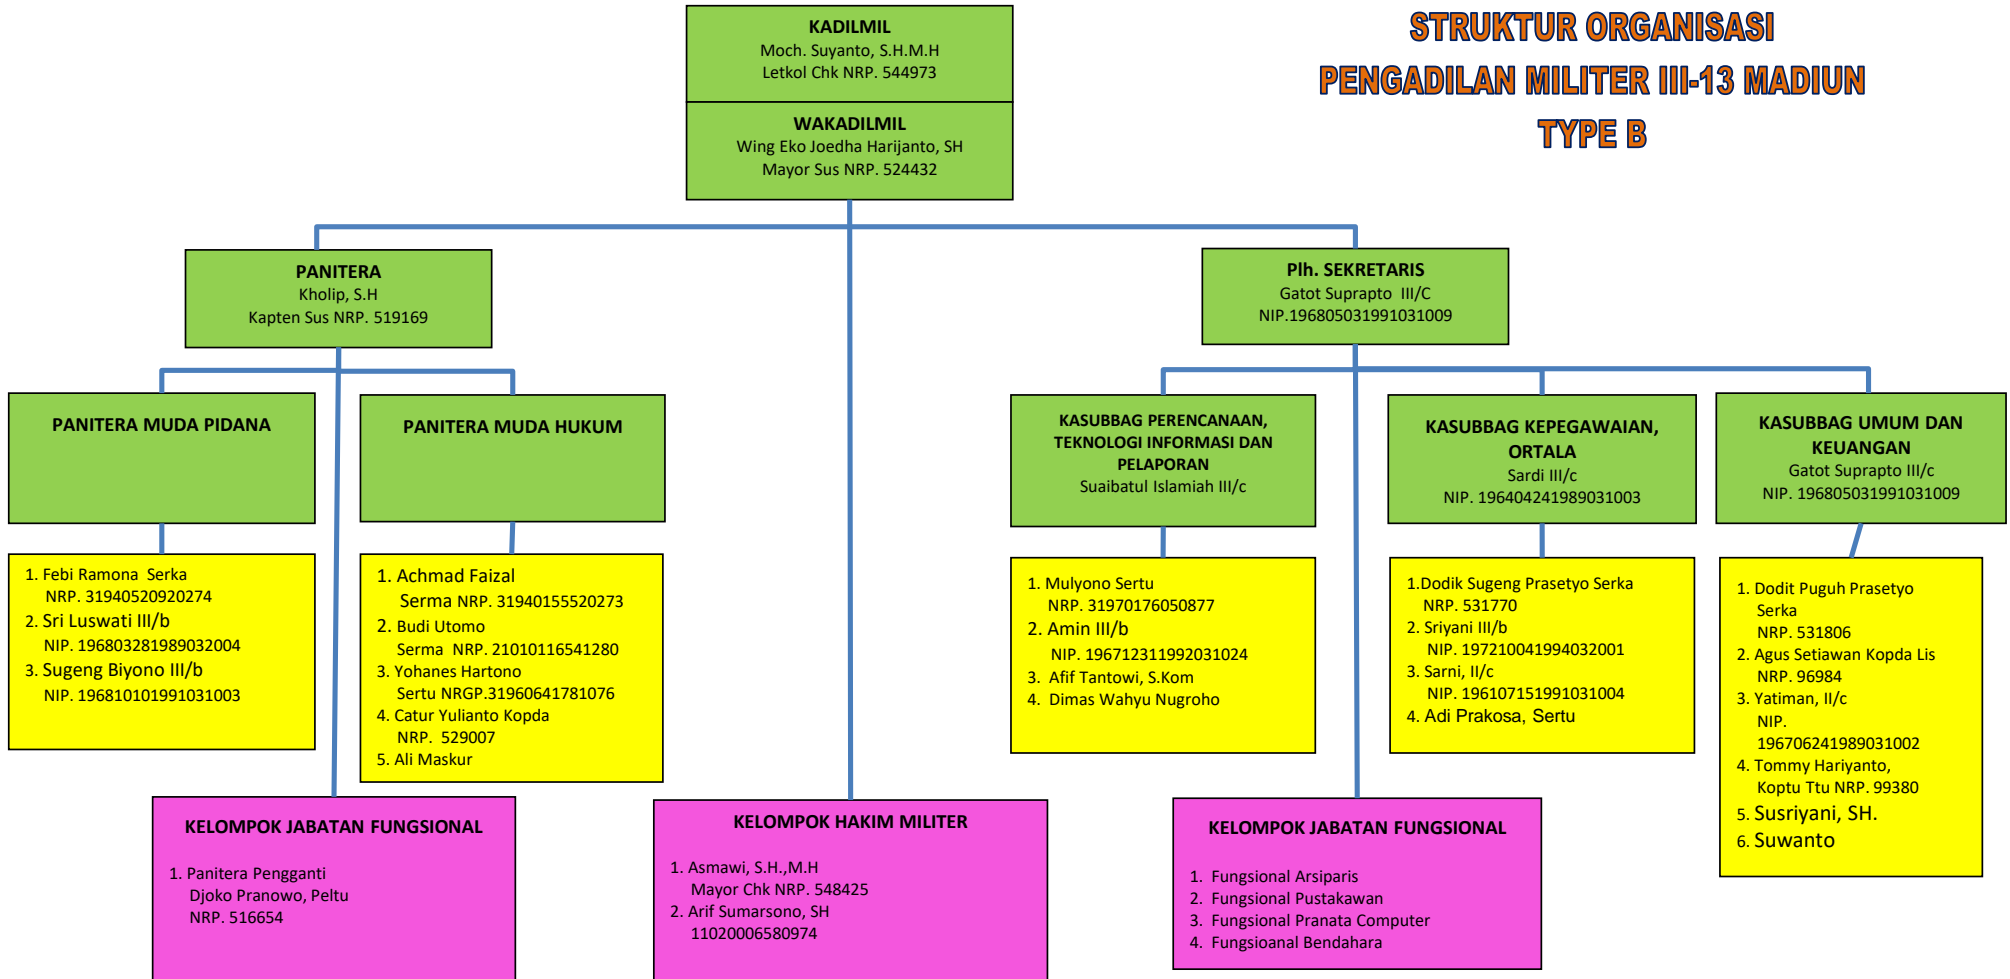 STRUKTUR ORGANISASI
PENGADILAN MILITER III-13 MADIUN
TYPE B
KADILMIL
Moch. Suyanto, S.H.M.H
Letkol Chk NRP. 544973
WAKADILMIL
Wing Eko Joedha Harijanto, SH
Mayor Sus NRP. 524432
PANITERA
Kholip, S.H
Kapten Sus NRP. 519169
Plh. SEKRETARIS
Gatot Suprapto III/C
NIP.196805031991031009
PANITERA MUDA PIDANA
PANITERA MUDA HUKUM
KASUBBAG PERENCANAAN,
TEKNOLOGI INFORMASI DAN
PELAPORAN
Suaibatul Islamiah III/c
KASUBBAG KEPEGAWAIAN,
ORTALA
Sardi III/c
NIP. 196404241989031003
KASUBBAG UMUM DAN
KEUANGAN
Gatot Suprapto III/c
NIP. 196805031991031009
1. Febi Ramona Serka
NRP. 31940520920274
2. Sri Luswati III/b
NIP. 196803281989032004
3. Sugeng Biyono III/b
NIP. 196810101991031003
1. Achmad Faizal
Serma NRP. 31940155520273
2. Budi Utomo
Serma NRP. 21010116541280
3. Yohanes Hartono
Sertu NRGP.31960641781076
4. Catur Yulianto Kopda
NRP. 529007
5. Ali Maskur
1. Mulyono Sertu
NRP. 31970176050877
2. Amin III/b
NIP. 196712311992031024
3. Afif Tantowi, S.Kom
4. Dimas Wahyu Nugroho
1.Dodik Sugeng Prasetyo Serka
NRP. 531770
2. Sriyani III/b
NIP. 197210041994032001
3. Sarni, II/c
NIP. 196107151991031004
4. Adi Prakosa, Sertu
1. Dodit Puguh Prasetyo
Serka
NRP. 531806
2. Agus Setiawan Kopda Lis
NRP. 96984
3. Yatiman, II/c
NIP.
196706241989031002
4. Tommy Hariyanto,
Koptu Ttu NRP. 99380
5. Susriyani, SH.
6. Suwanto
KELOMPOK JABATAN FUNGSIONAL
1. Panitera Pengganti
Djoko Pranowo, Peltu
NRP. 516654
KELOMPOK HAKIM MILITER
1. Asmawi, S.H.,M.H
Mayor Chk NRP. 548425
2. Arif Sumarsono, SH
11020006580974
KELOMPOK JABATAN FUNGSIONAL
1. Fungsional Arsiparis
2. Fungsional Pustakawan
3. Fungsional Pranata Computer
4. Fungsioanal Bendahara